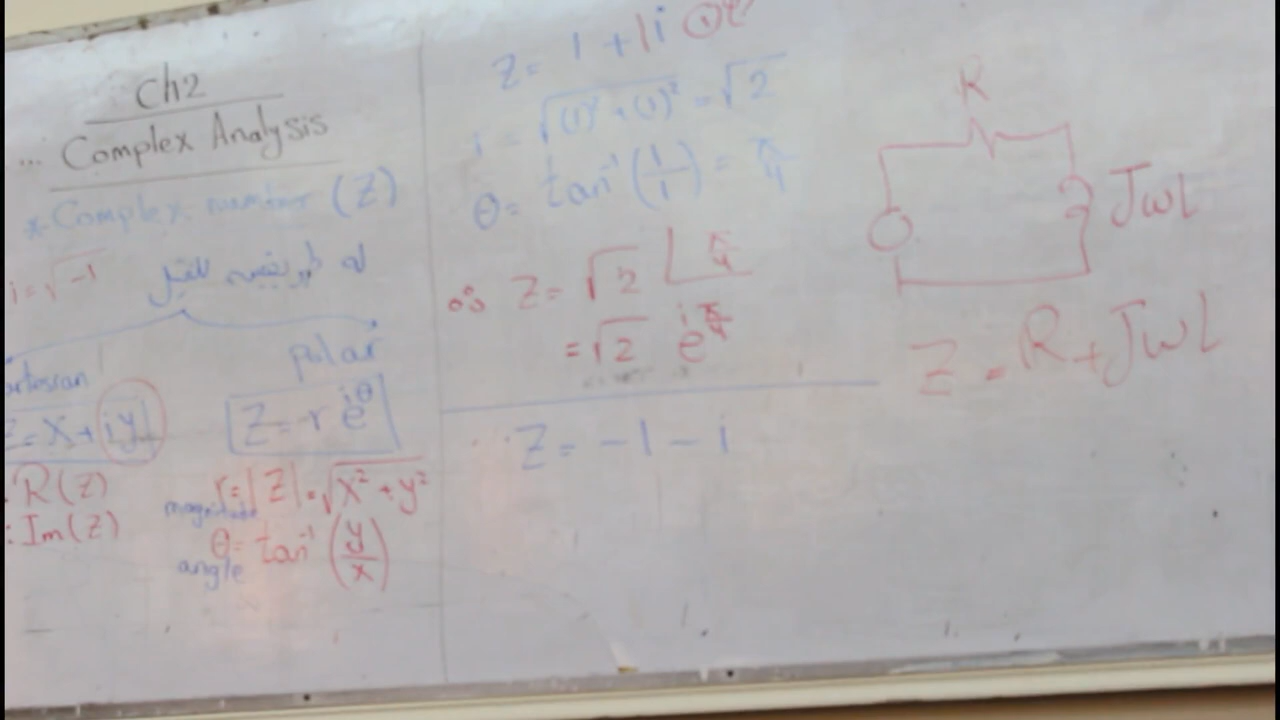 Ch2
... Complex Analysis
* Complex number (Z)
i = √-1
له طريقتين للتمثيل
artesian
polar
Z = X + iy
Z = r e^{iθ}
: R(Z)
: Im(Z)
r = |Z| = √(X² + y²)
magnitude
θ = tan⁻¹ (y/x)
angle
Z = 1 + 1i ①
= √((1)² + (1)²) = √2
θ = tan⁻¹ (1/1) = π/4
∴ Z = √2 ∠ π/4
= √2 e^{iπ/4}
Z = -1 - i
R
JωL
Z = R + JωL